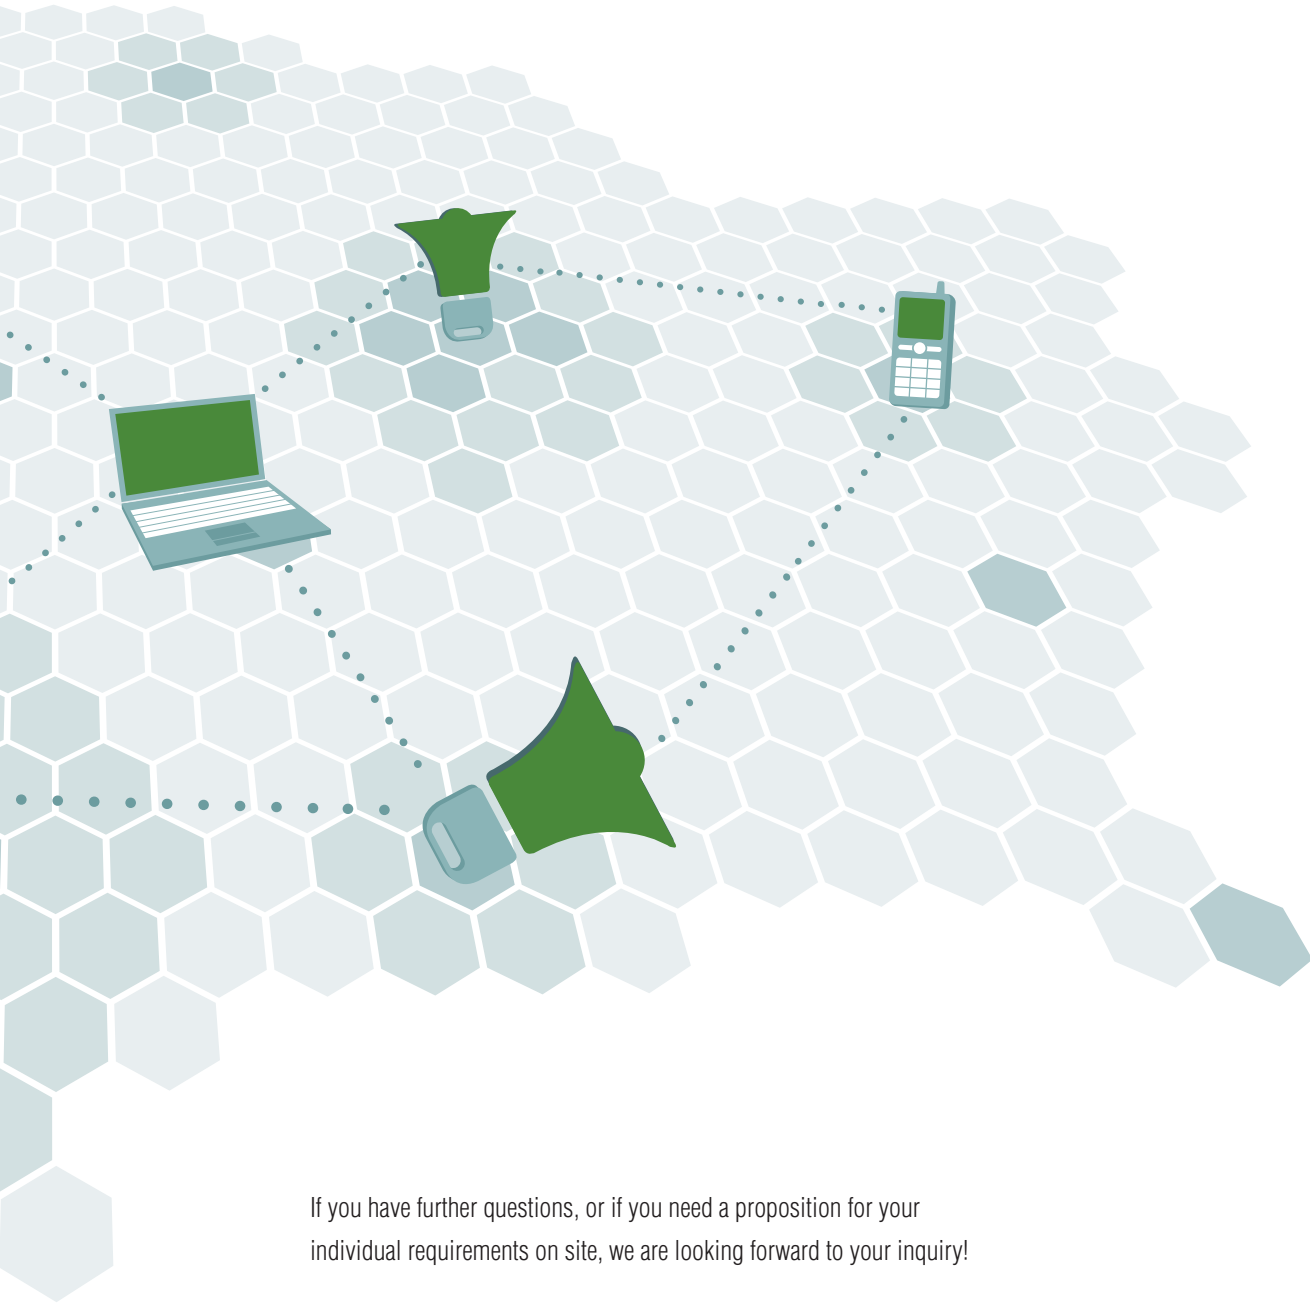 If you have further questions, or if you need a proposition for your
individual requirements on site, we are looking forward to your inquiry!